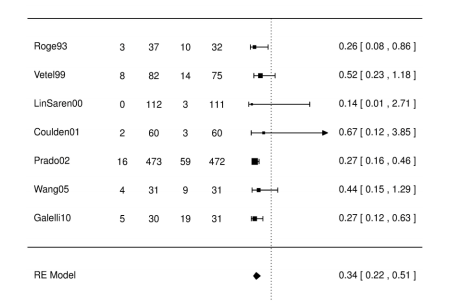 Roge93 3 37 10 32 0.26 [ 0.08 , 0.86 ]
Vetel99 8 82 14 75 0.52 [ 0.23 , 1.18 ]
LinSaren00 0 112 3 111 0.14 [ 0.01 , 2.71 ]
Coulden01 2 60 3 60 0.67 [ 0.12 , 3.85 ]
Prado02 16 473 59 472 0.27 [ 0.16 , 0.46 ]
Wang05 4 31 9 31 0.44 [ 0.15 , 1.29 ]
Galelli10 5 30 19 31 0.27 [ 0.12 , 0.63 ]
RE Model 0.34 [ 0.22 , 0.51 ]